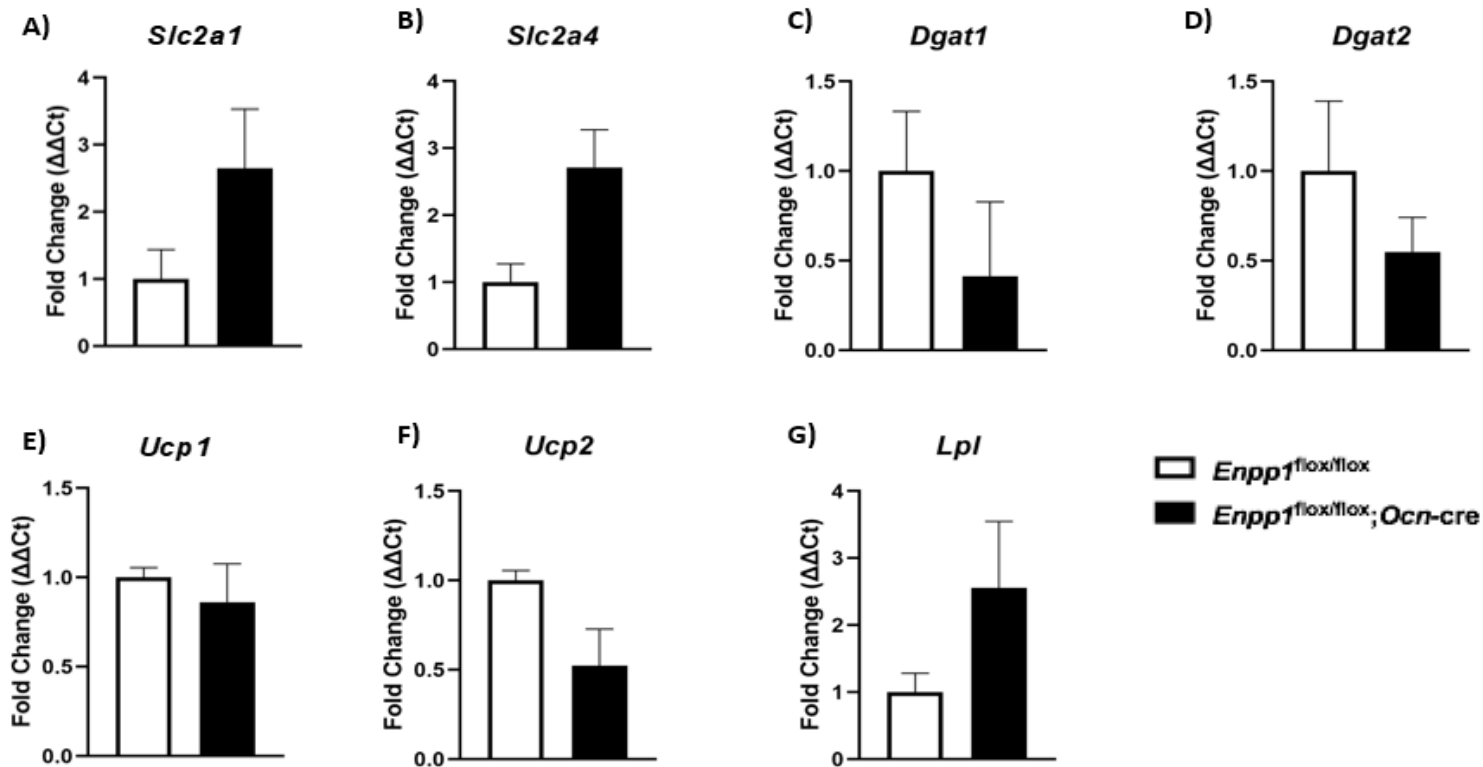 A)
Slc2a1
Fold Change (ΔΔCt)
4
3
2
1
0
B)
Slc2a4
Fold Change (ΔΔCt)
4
3
2
1
0
C)
Dgat1
Fold Change (ΔΔCt)
1.5
1.0
0.5
0.0
D)
Dgat2
Fold Change (ΔΔCt)
1.5
1.0
0.5
0.0
E)
Ucp1
Fold Change (ΔΔCt)
1.5
1.0
0.5
0.0
F)
Ucp2
Fold Change (ΔΔCt)
1.5
1.0
0.5
0.0
G)
Lpl
Fold Change (ΔΔCt)
4
3
2
1
0
Enpp1flox/flox
Enpp1flox/flox;Ocn-cre